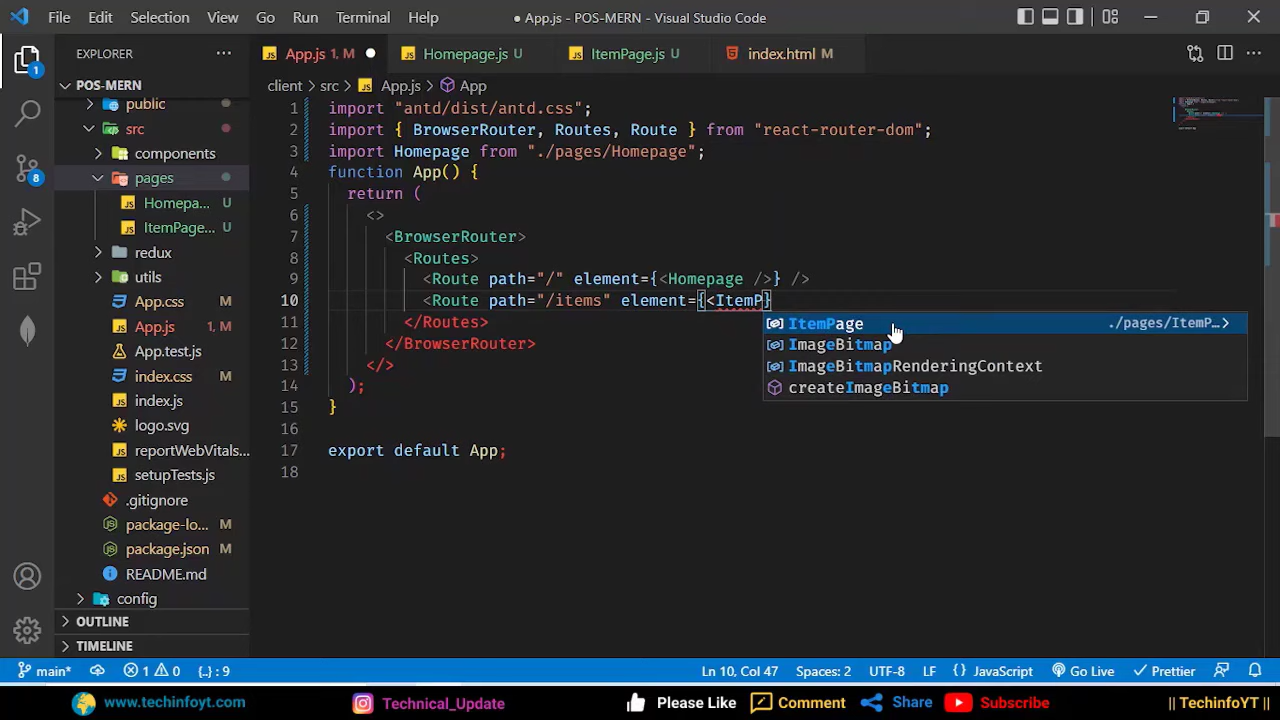 File Edit Selection View Go Run Terminal Help
● App.js - POS-MERN - Visual Studio Code
EXPLORER
App.js 1, M
Homepage.js U
ItemPage.js U
index.html M
POS-MERN
client > src > App.js > App
public
src
components
pages
Homepa... U
ItemPage... U
redux
utils
App.css M
App.js 1, M
App.test.js
index.css M
index.js
logo.svg
reportWebVitals...
setupTests.js
.gitignore
package-lo... M
package.json M
README.md
config
OUTLINE
TIMELINE
1
8
1 import "antd/dist/antd.css";
2 import { BrowserRouter, Routes, Route } from "react-router-dom";
3 import Homepage from "./pages/Homepage";
4 function App() {
5 return (
6 <>
7 <BrowserRouter>
8 <Routes>
9 <Route path="/" element={<Homepage />} />
10 <Route path="/items" element={<ItemP}
11 </Routes>
12 </BrowserRouter>
13 </>
14 );
15 }
16
17 export default App;
18
ItemPage ./pages/ItemP...
ImageBitmap
ImageBitmapRenderingContext
createImageBitmap
main* 1 0 {..} : 9 Ln 10, Col 47 Spaces: 2 UTF-8 LF {} JavaScript Go Live Prettier
www.techinfoyt.com Technical_Update Please Like Comment Share Subscribe || TechinfoYT ||